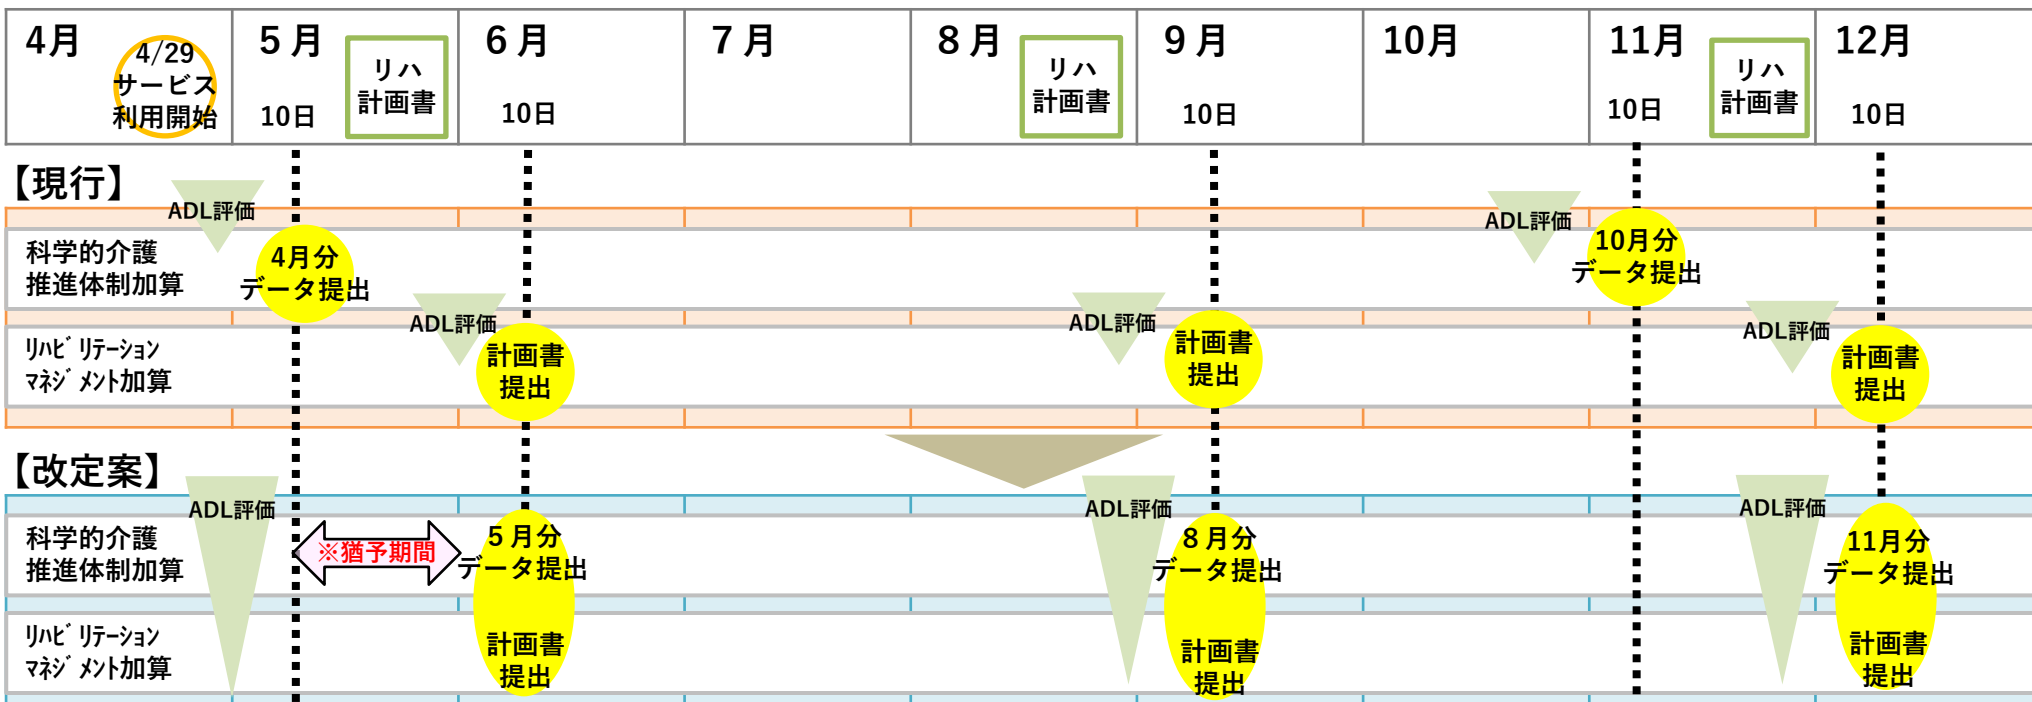 4月
4/29
サービス
利用開始
5月
10日
リハ
計画書
6月
10日
7月
8月
リハ
計画書
9月
10日
10月
11月
10日
リハ
計画書
12月
10日
【現行】
ADL評価
ADL評価
科学的介護
推進体制加算
4月分
データ提出
10月分
データ提出
ADL評価
ADL評価
ADL評価
リハビリテーション
マネジメント加算
計画書
提出
計画書
提出
計画書
提出
【改定案】
ADL評価
ADL評価
ADL評価
科学的介護
推進体制加算
※猶予期間
5月分
データ提出
8月分
データ提出
11月分
データ提出
リハビリテーション
マネジメント加算
計画書
提出
計画書
提出
計画書
提出